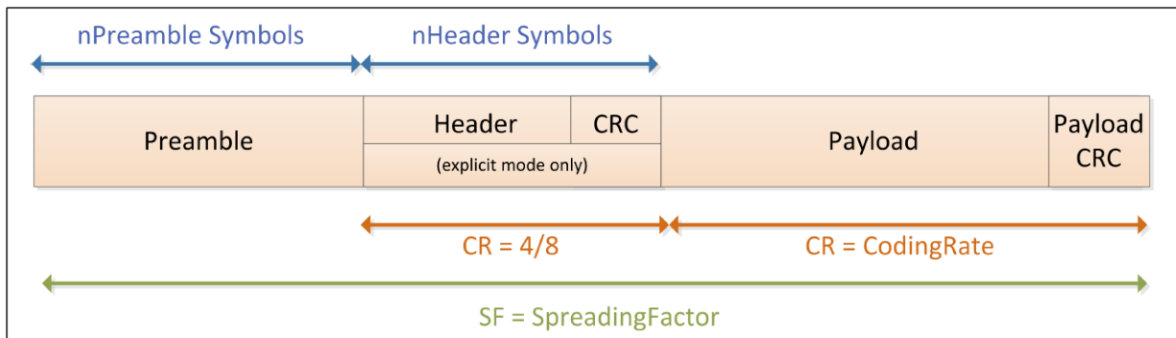 nPreamble Symbols nHeader Symbols
Preamble Header CRC Payload Payload
CRC
(explicit mode only)
CR = 4/8 CR = CodingRate
SF = SpreadingFactor